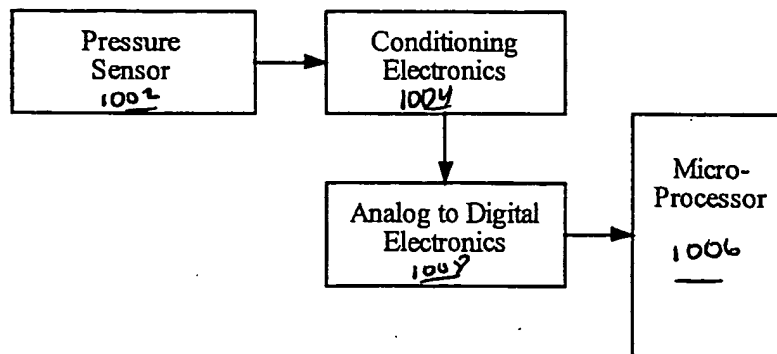 Pressure
Sensor
1002
Conditioning
Electronics
1004
Analog to Digital
Electronics
Micro-
Processor
1006